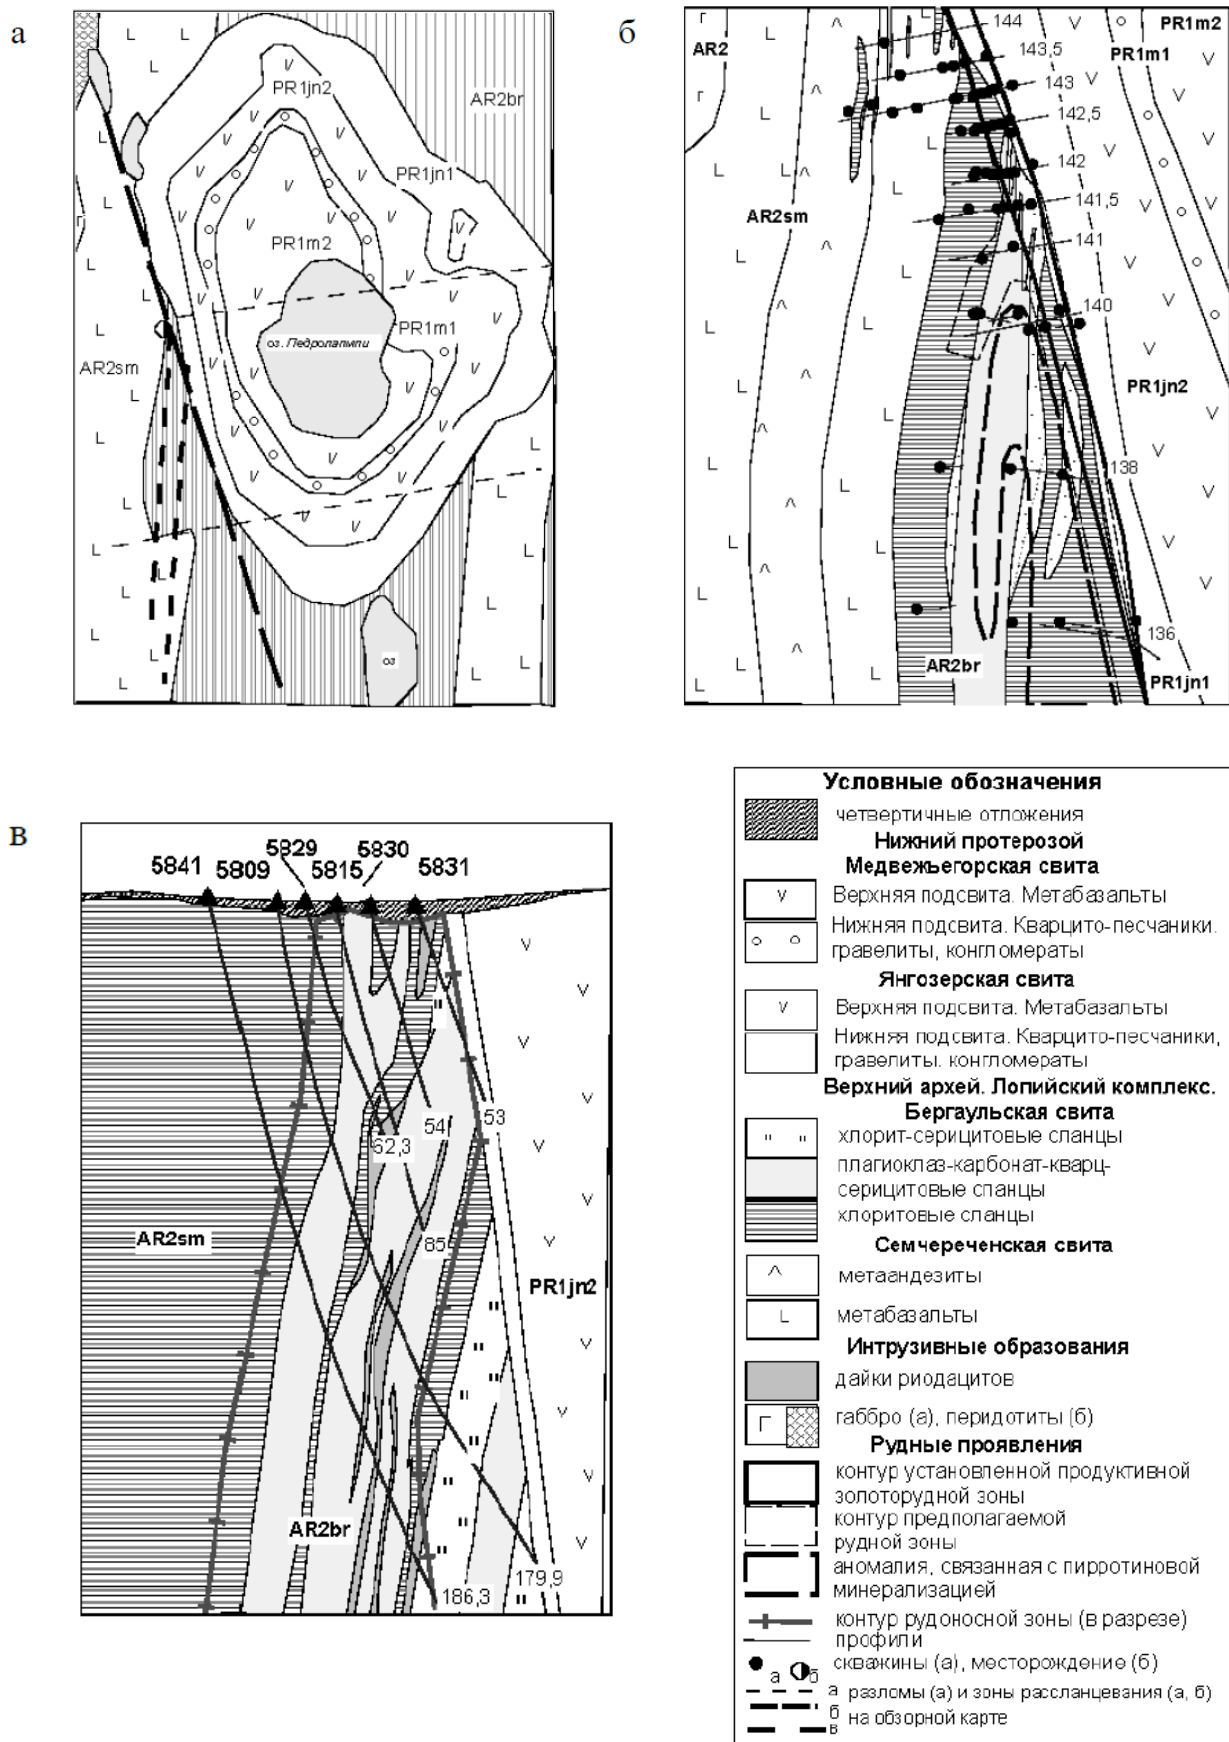 а
PR1jn2
AR2br
PR1jn1
PR1m2
оз. Педролампи
PR1m1
AR2sm
оз
б
PR1m2
AR2
PR1m1
144
143,5
143
142,5
142
141,5
141
140
138
136
AR2sm
PR1jn2
AR2br
PR1jn1
в
5841 5809 5829 5815 5830 5831
53
54
62,3
85
AR2sm
PR1jn2
AR2br
179,9
186,3
Условные обозначения
четвертичные отложения
Нижний протерозой
Медвежьегорская свита
Верхняя подсвита. Метабазальты
Нижняя подсвита. Кварцито-песчаники.
гравелиты, конгломераты
Янгозерская свита
Верхняя подсвита. Метабазальты
Нижняя подсвита. Кварцито-песчаники,
гравелиты. конгломераты
Верхний архей. Лопийский комплекс.
Бергаульская свита
хлорит-серицитовые сланцы
плагиоклаз-карбонат-кварц-
серицитовые сланцы
хлоритовые сланцы
Семчереченская свита
метаандезиты
метабазальты
Интрузивные образования
дайки риодацитов
габбро (а), перидотиты (б)
Рудные проявления
контур установленной продуктивной
золоторудной зоны
контур предполагаемой
рудной зоны
аномалия, связанная с пирротиновой
минерализацией
контур рудоносной зоны (в разрезе)
профили
а б скважины (а), месторождение (б)
а
разломы (а) и зоны рассланцевания (а, б)
б
на обзорной карте
в